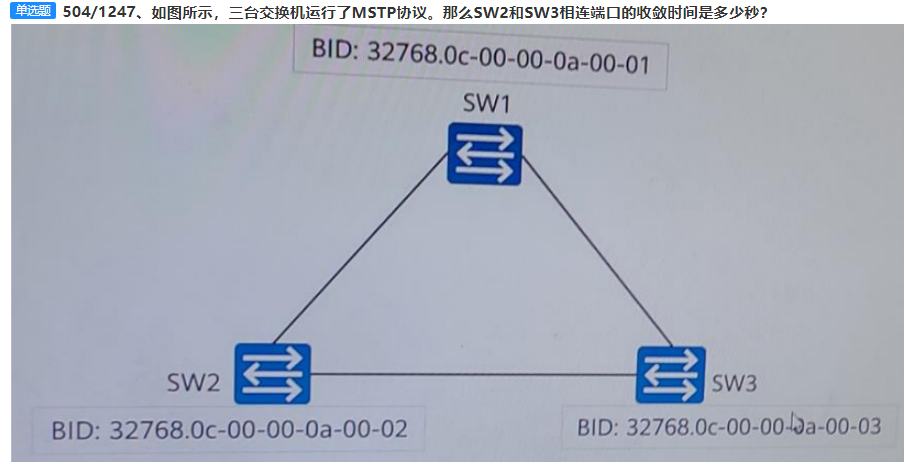 单选题 504/1247、如图所示，三台交换机运行了MSTP协议。那么SW2和SW3相连端口的收敛时间是多少秒？
BID: 32768.0c-00-00-0a-00-01
SW1
SW2
SW3
BID: 32768.0c-00-00-0a-00-02
BID: 32768.0c-00-00-0a-00-03